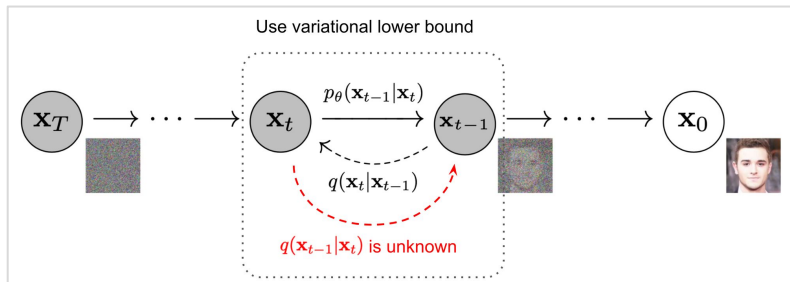 Use variational lower bound
x_T → ··· → x_t p_θ(x_{t−1}|x_t) x_{t−1} → ··· → x_0
q(x_t|x_{t−1})
q(x_{t−1}|x_t) is unknown